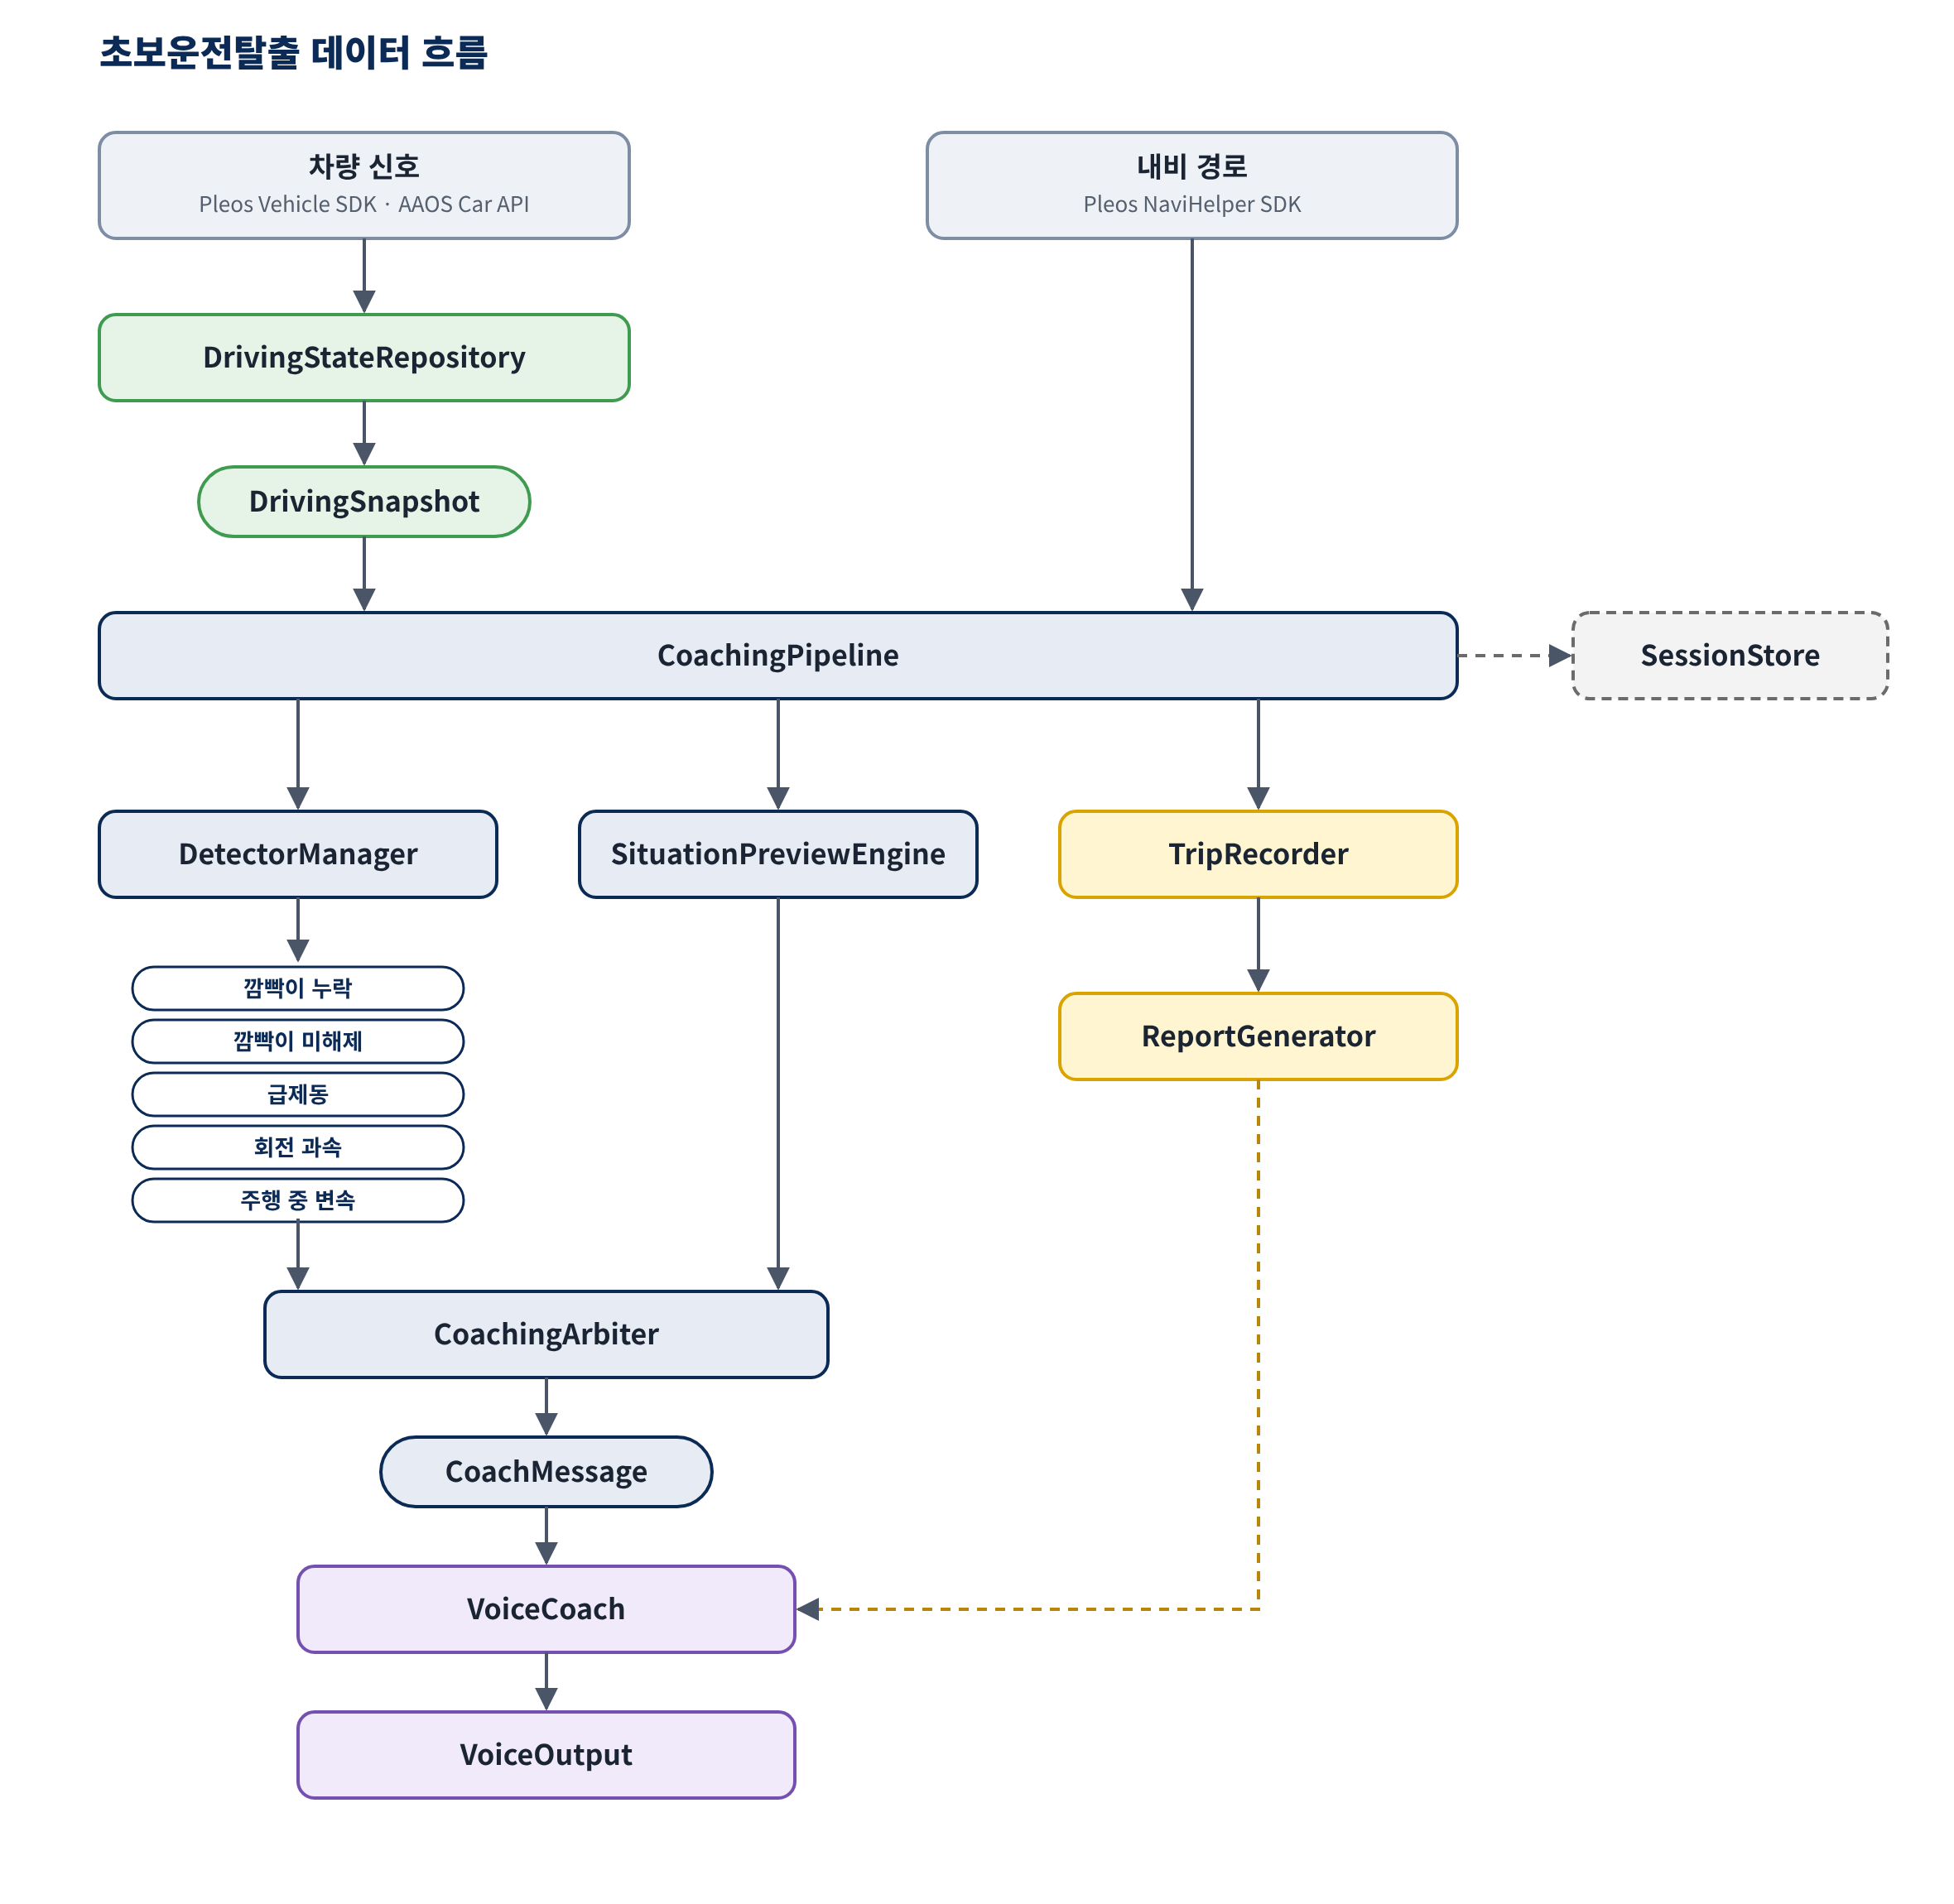 초보운전탈출 데이터 흐름
차량 신호
Pleos Vehicle SDK · AAOS Car API
내비 경로
Pleos NaviHelper SDK
DrivingStateRepository
DrivingSnapshot
CoachingPipeline
SessionStore
DetectorManager
SituationPreviewEngine
TripRecorder
깜빡이 누락
깜빡이 미해제
급제동
회전 과속
주행 중 변속
ReportGenerator
CoachingArbiter
CoachMessage
VoiceCoach
VoiceOutput